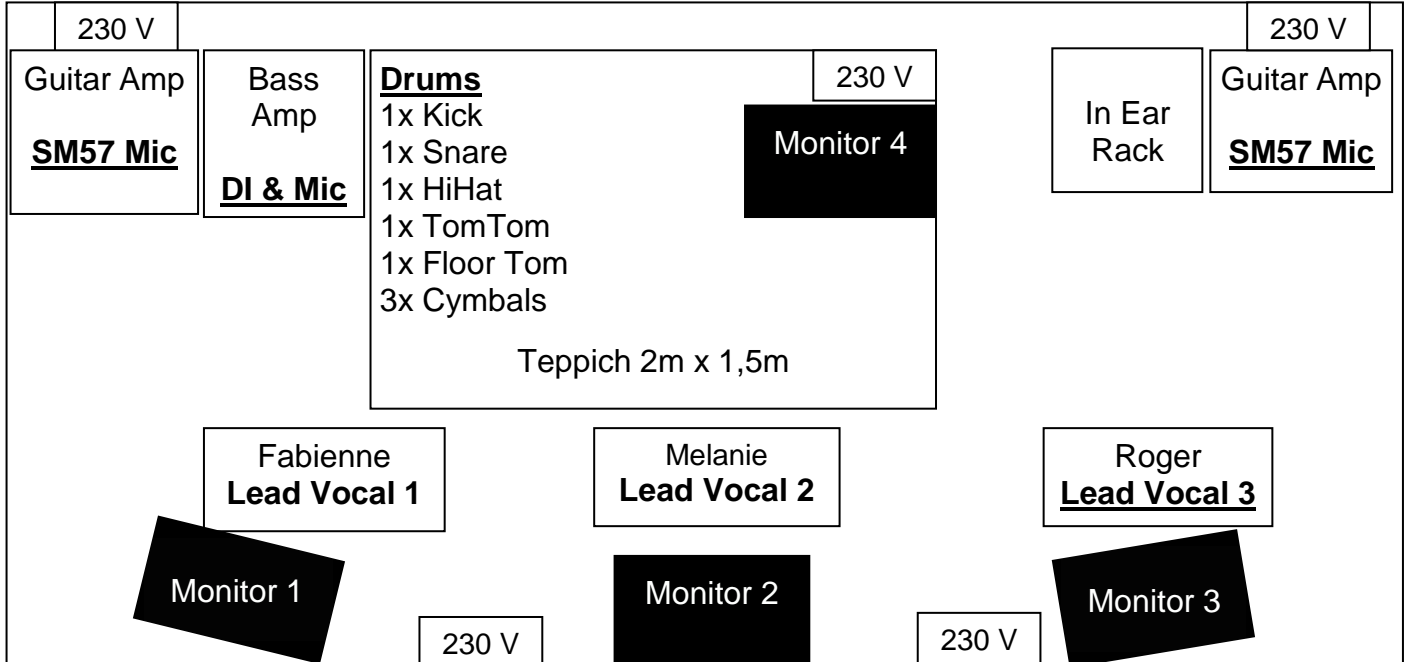 230 V
230 V
Guitar Amp
SM57 Mic
Bass
Amp
DI & Mic
Drums
1x Kick
1x Snare
1x HiHat
1x TomTom
1x Floor Tom
3x Cymbals
Teppich 2m x 1,5m
230 V
Monitor 4
In Ear
Rack
Guitar Amp
SM57 Mic
Fabienne
Lead Vocal 1
Melanie
Lead Vocal 2
Roger
Lead Vocal 3
Monitor 1
Monitor 2
Monitor 3
230 V
230 V